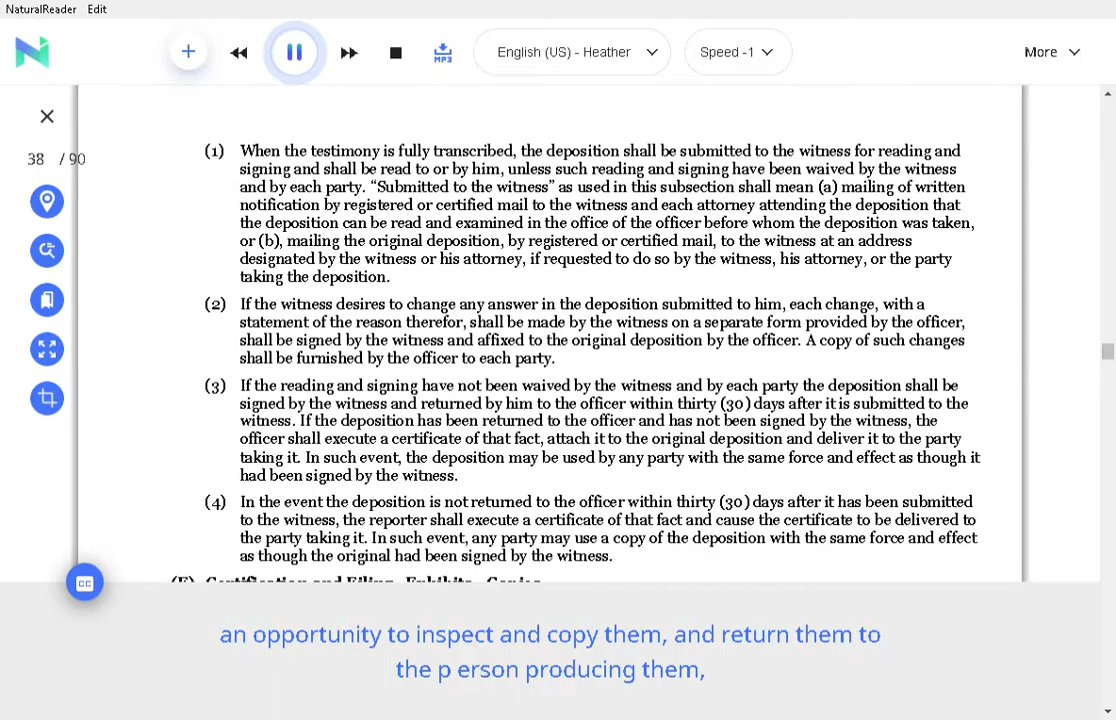 NaturalReader Edit
MP3
English (US) - Heather
Speed -1
More
38 / 90
(1) When the testimony is fully transcribed, the deposition shall be submitted to the witness for reading and
signing and shall be read to or by him, unless such reading and signing have been waived by the witness
and by each party. “Submitted to the witness” as used in this subsection shall mean (a) mailing of written
notification by registered or certified mail to the witness and each attorney attending the deposition that
the deposition can be read and examined in the office of the officer before whom the deposition was taken,
or (b), mailing the original deposition, by registered or certified mail, to the witness at an address
designated by the witness or his attorney, if requested to do so by the witness, his attorney, or the party
taking the deposition.
(2) If the witness desires to change any answer in the deposition submitted to him, each change, with a
statement of the reason therefor, shall be made by the witness on a separate form provided by the officer,
shall be signed by the witness and affixed to the original deposition by the officer. A copy of such changes
shall be furnished by the officer to each party.
(3) If the reading and signing have not been waived by the witness and by each party the deposition shall be
signed by the witness and returned by him to the officer within thirty (30) days after it is submitted to the
witness. If the deposition has been returned to the officer and has not been signed by the witness, the
officer shall execute a certificate of that fact, attach it to the original deposition and deliver it to the party
taking it. In such event, the deposition may be used by any party with the same force and effect as though it
had been signed by the witness.
(4) In the event the deposition is not returned to the officer within thirty (30) days after it has been submitted
to the witness, the reporter shall execute a certificate of that fact and cause the certificate to be delivered to
the party taking it. In such event, any party may use a copy of the deposition with the same force and effect
as though the original had been signed by the witness.
Certification and Filing Exhibits Copies
CC
an opportunity to inspect and copy them, and return them to
the p erson producing them,